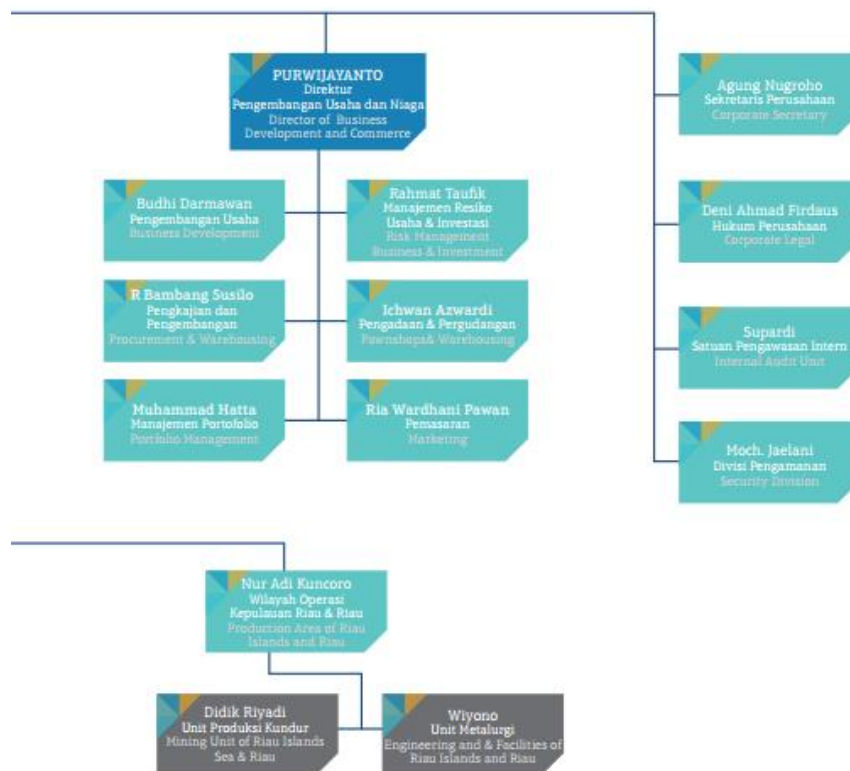 PURWIJAYANTO
Direktur
Pengembangan Usaha dan Niaga
Director of Business
Development and Commerce
Agung Nugroho
Sekretaris Perusahaan
Corporate Secretary
Budhi Darmawan
Pengembangan Usaha
Business Development
Rahmat Taufik
Manajemen Resiko
Usaha & Investasi
Risk Management
Business & Investment
Deni Ahmad Firdaus
Hukum Perusahaan
Corporate Legal
R Bambang Susilo
Pengkajian dan
Pengembangan
Procurement & Warehousing
Ichwan Azwardi
Pengadaan & Pergudangan
Pawnshops& Warehousing
Supardi
Satuan Pengawasan Intern
Internal Audit Unit
Muhammad Hatta
Manajemen Portofolio
Portfolio Management
Ria Wardhani Pawan
Pemasaran
Marketing
Moch. Jaelani
Divisi Pengamanan
Security Division
Nur Adi Kuncoro
Wilayah Operasi
Kepulauan Riau & Riau
Production Area of Riau
Islands and Riau
Didik Riyadi
Unit Produksi Kundur
Mining Unit of Riau Islands
Sea & Riau
Wiyono
Unit Metalurgi
Engineering and & Facilities of
Riau Islands and Riau